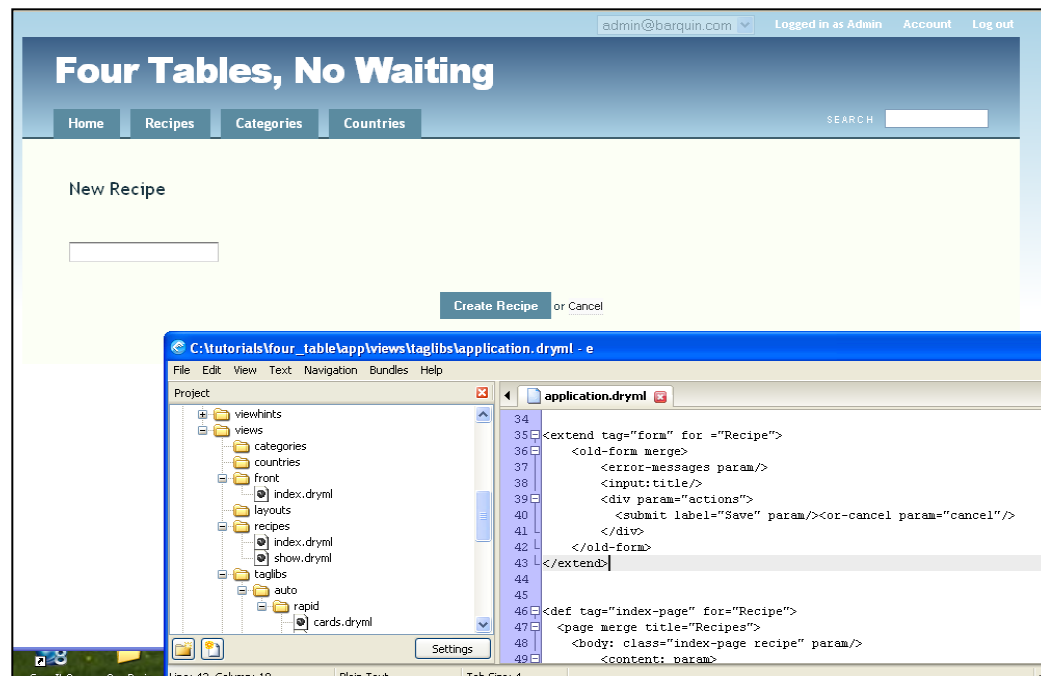 admin@barquin.com Logged in as Admin Account Log out
Four Tables, No Waiting
Home Recipes Categories Countries SEARCH
New Recipe
Create Recipe or Cancel
C:\tutorials\four_table\app\views\taglibs\application.dryml - e
File Edit View Text Navigation Bundles Help
Project
viewhints
views
categories
countries
front
index.dryml
layouts
recipes
index.dryml
show.dryml
taglibs
auto
rapid
cards.dryml
Settings
application.dryml
34
35 <extend tag="form" for ="Recipe">
36 <old-form merge>
37 <error-messages param/>
38 <input:title/>
39 <div param="actions">
40 <submit label="Save" param/><or-cancel param="cancel"/>
41 </div>
42 </old-form>
43 </extend>
44
45
46 <def tag="index-page" for="Recipe">
47 <page merge title="Recipes">
48 <body: class="index-page recipe" param/>
49 <content: param>
Plain Text